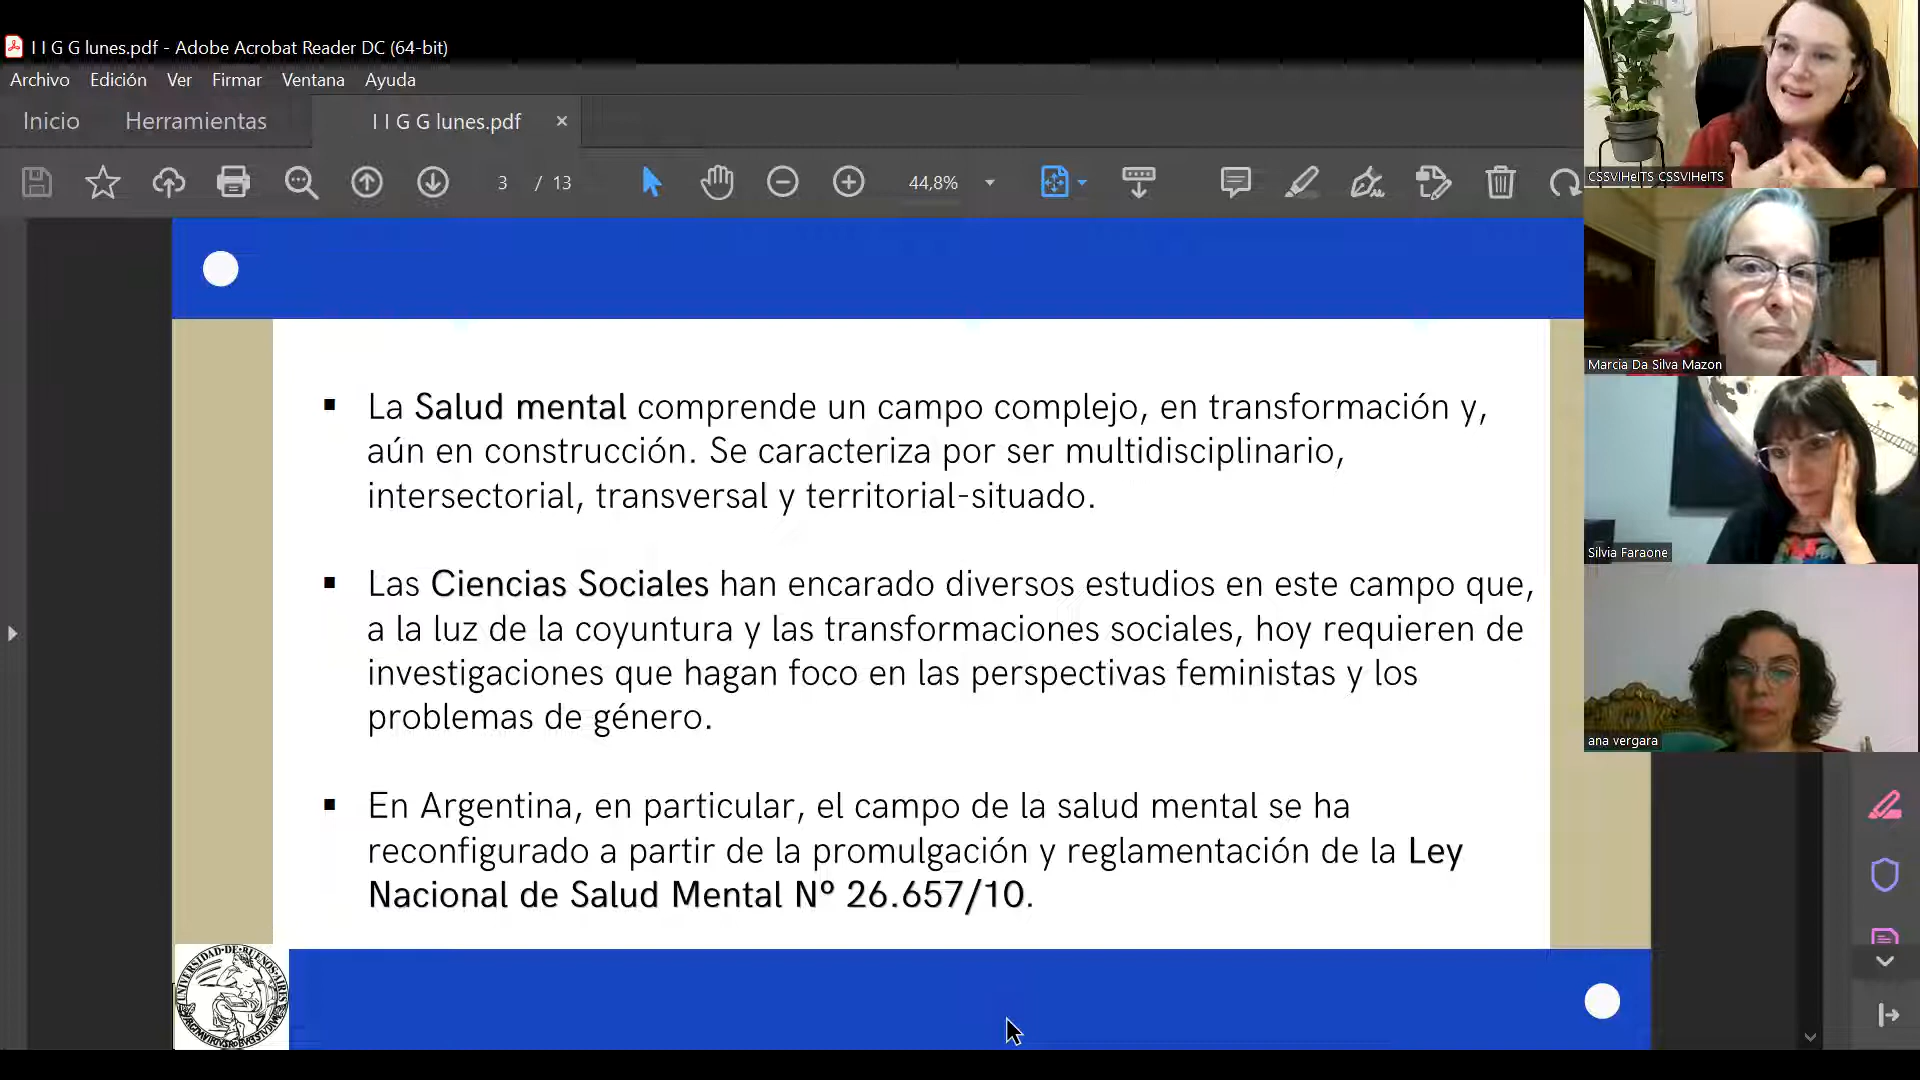 I I G G lunes.pdf - Adobe Acrobat Reader DC (64-bit)
Archivo Edición Ver Firmar Ventana Ayuda
Inicio Herramientas I I G G lunes.pdf ×
3 / 13 44,8%
La Salud mental comprende un campo complejo, en transformación y,
aún en construcción. Se caracteriza por ser multidisciplinario,
intersectorial, transversal y territorial-situado.
Las Ciencias Sociales han encarado diversos estudios en este campo que,
a la luz de la coyuntura y las transformaciones sociales, hoy requieren de
investigaciones que hagan foco en las perspectivas feministas y los
problemas de género.
En Argentina, en particular, el campo de la salud mental se ha
reconfigurado a partir de la promulgación y reglamentación de la Ley
Nacional de Salud Mental Nº 26.657/10.
UNIVERSIDAD·DE·BUENOS·AIRES
CSSVIHeITS CSSVIHeITS
Marcia Da Silva Mazon
Silvia Faraone
ana vergara